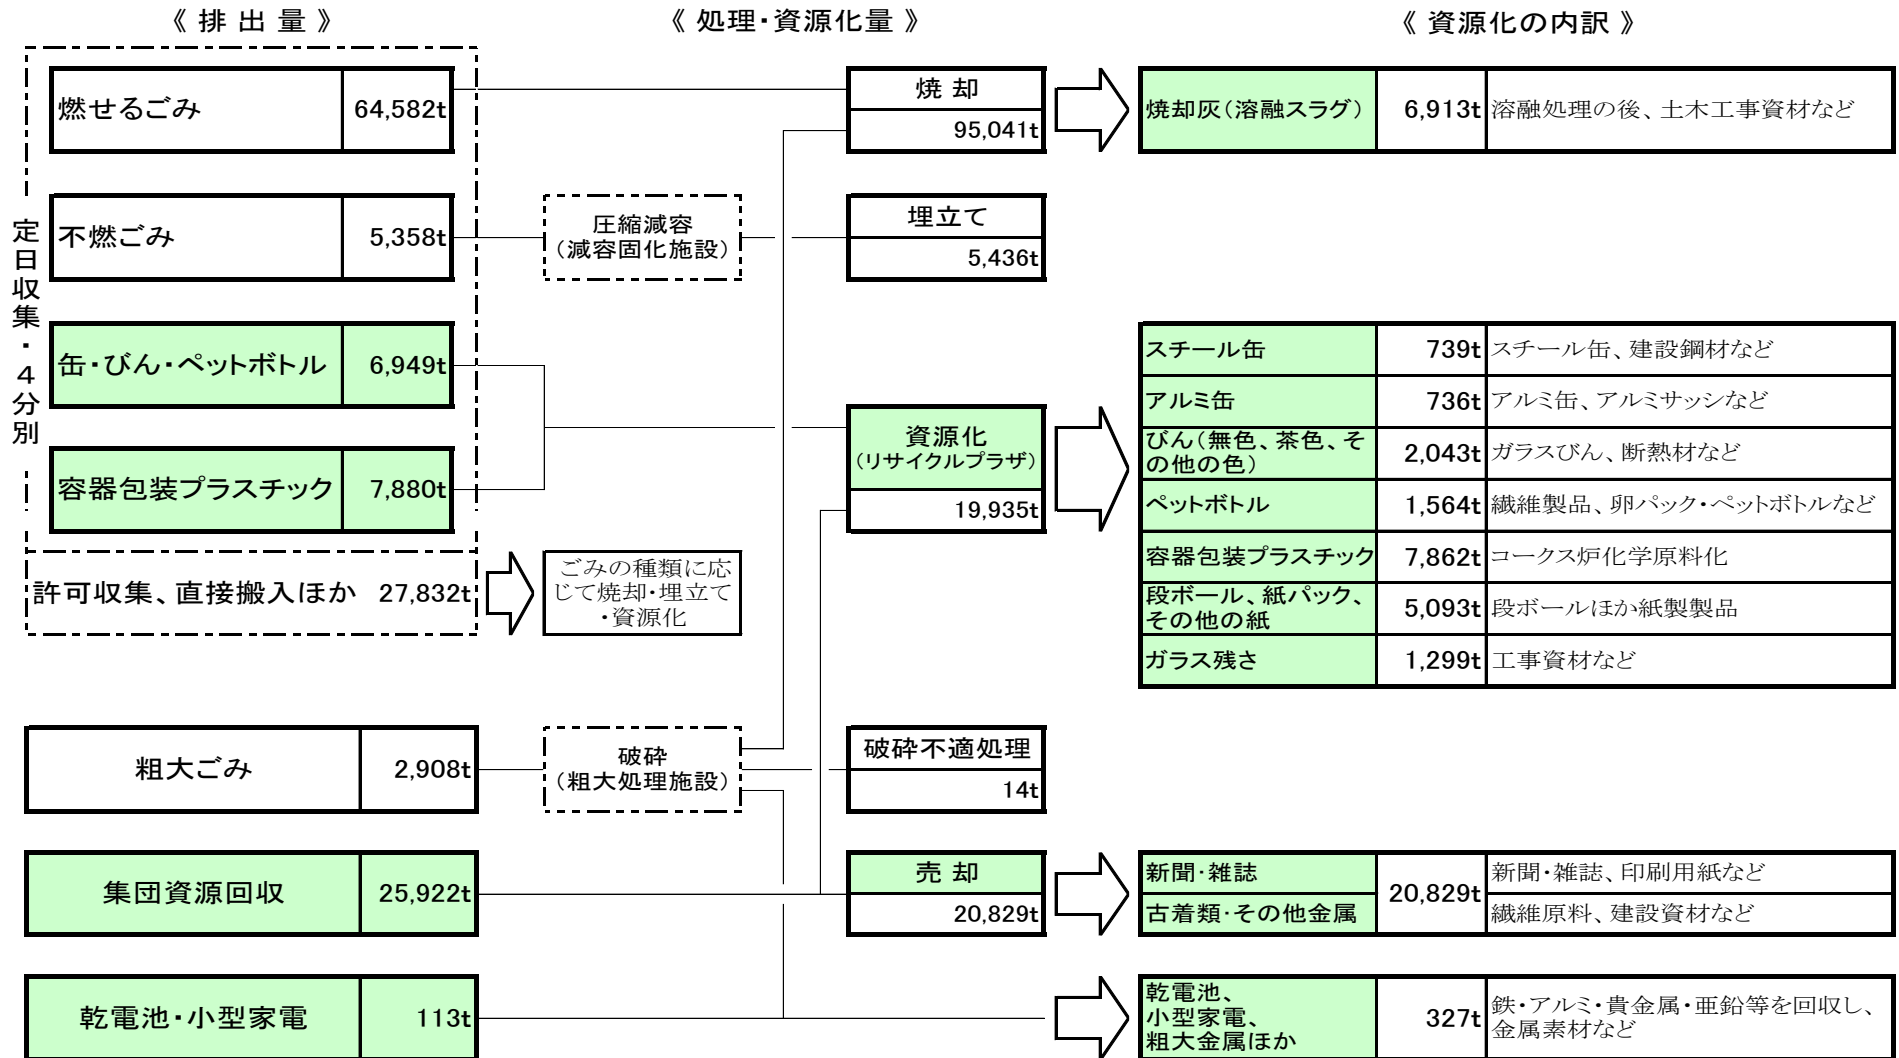 《 排 出 量 》
《 処理・資源化量 》
《 資源化の内訳 》
定日収集・4分別
燃せるごみ 64,582t
不燃ごみ 5,358t
缶・びん・ペットボトル 6,949t
容器包装プラスチック 7,880t
許可収集、直接搬入ほか 27,832t
ごみの種類に応
じて焼却・埋立て
・資源化
粗大ごみ 2,908t
集団資源回収 25,922t
乾電池・小型家電 113t
圧縮減容
（減容固化施設）
破砕
（粗大処理施設）
焼 却
95,041t
埋立て
5,436t
資源化
（リサイクルプラザ）
19,935t
破砕不適処理
14t
売 却
20,829t
焼却灰（溶融スラグ） 6,913t 溶融処理の後、土木工事資材など
スチール缶 739t スチール缶、建設鋼材など
アルミ缶 736t アルミ缶、アルミサッシなど
びん（無色、茶色、そ
の他の色） 2,043t ガラスびん、断熱材など
ペットボトル 1,564t 繊維製品、卵パック・ペットボトルなど
容器包装プラスチック 7,862t コークス炉化学原料化
段ボール、紙パック、
その他の紙 5,093t 段ボールほか紙製製品
ガラス残さ 1,299t 工事資材など
新聞・雑誌 20,829t 新聞・雑誌、印刷用紙など
古着類・その他金属 繊維原料、建設資材など
乾電池、
小型家電、
粗大金属ほか 327t 鉄・アルミ・貴金属・亜鉛等を回収し、
金属素材など